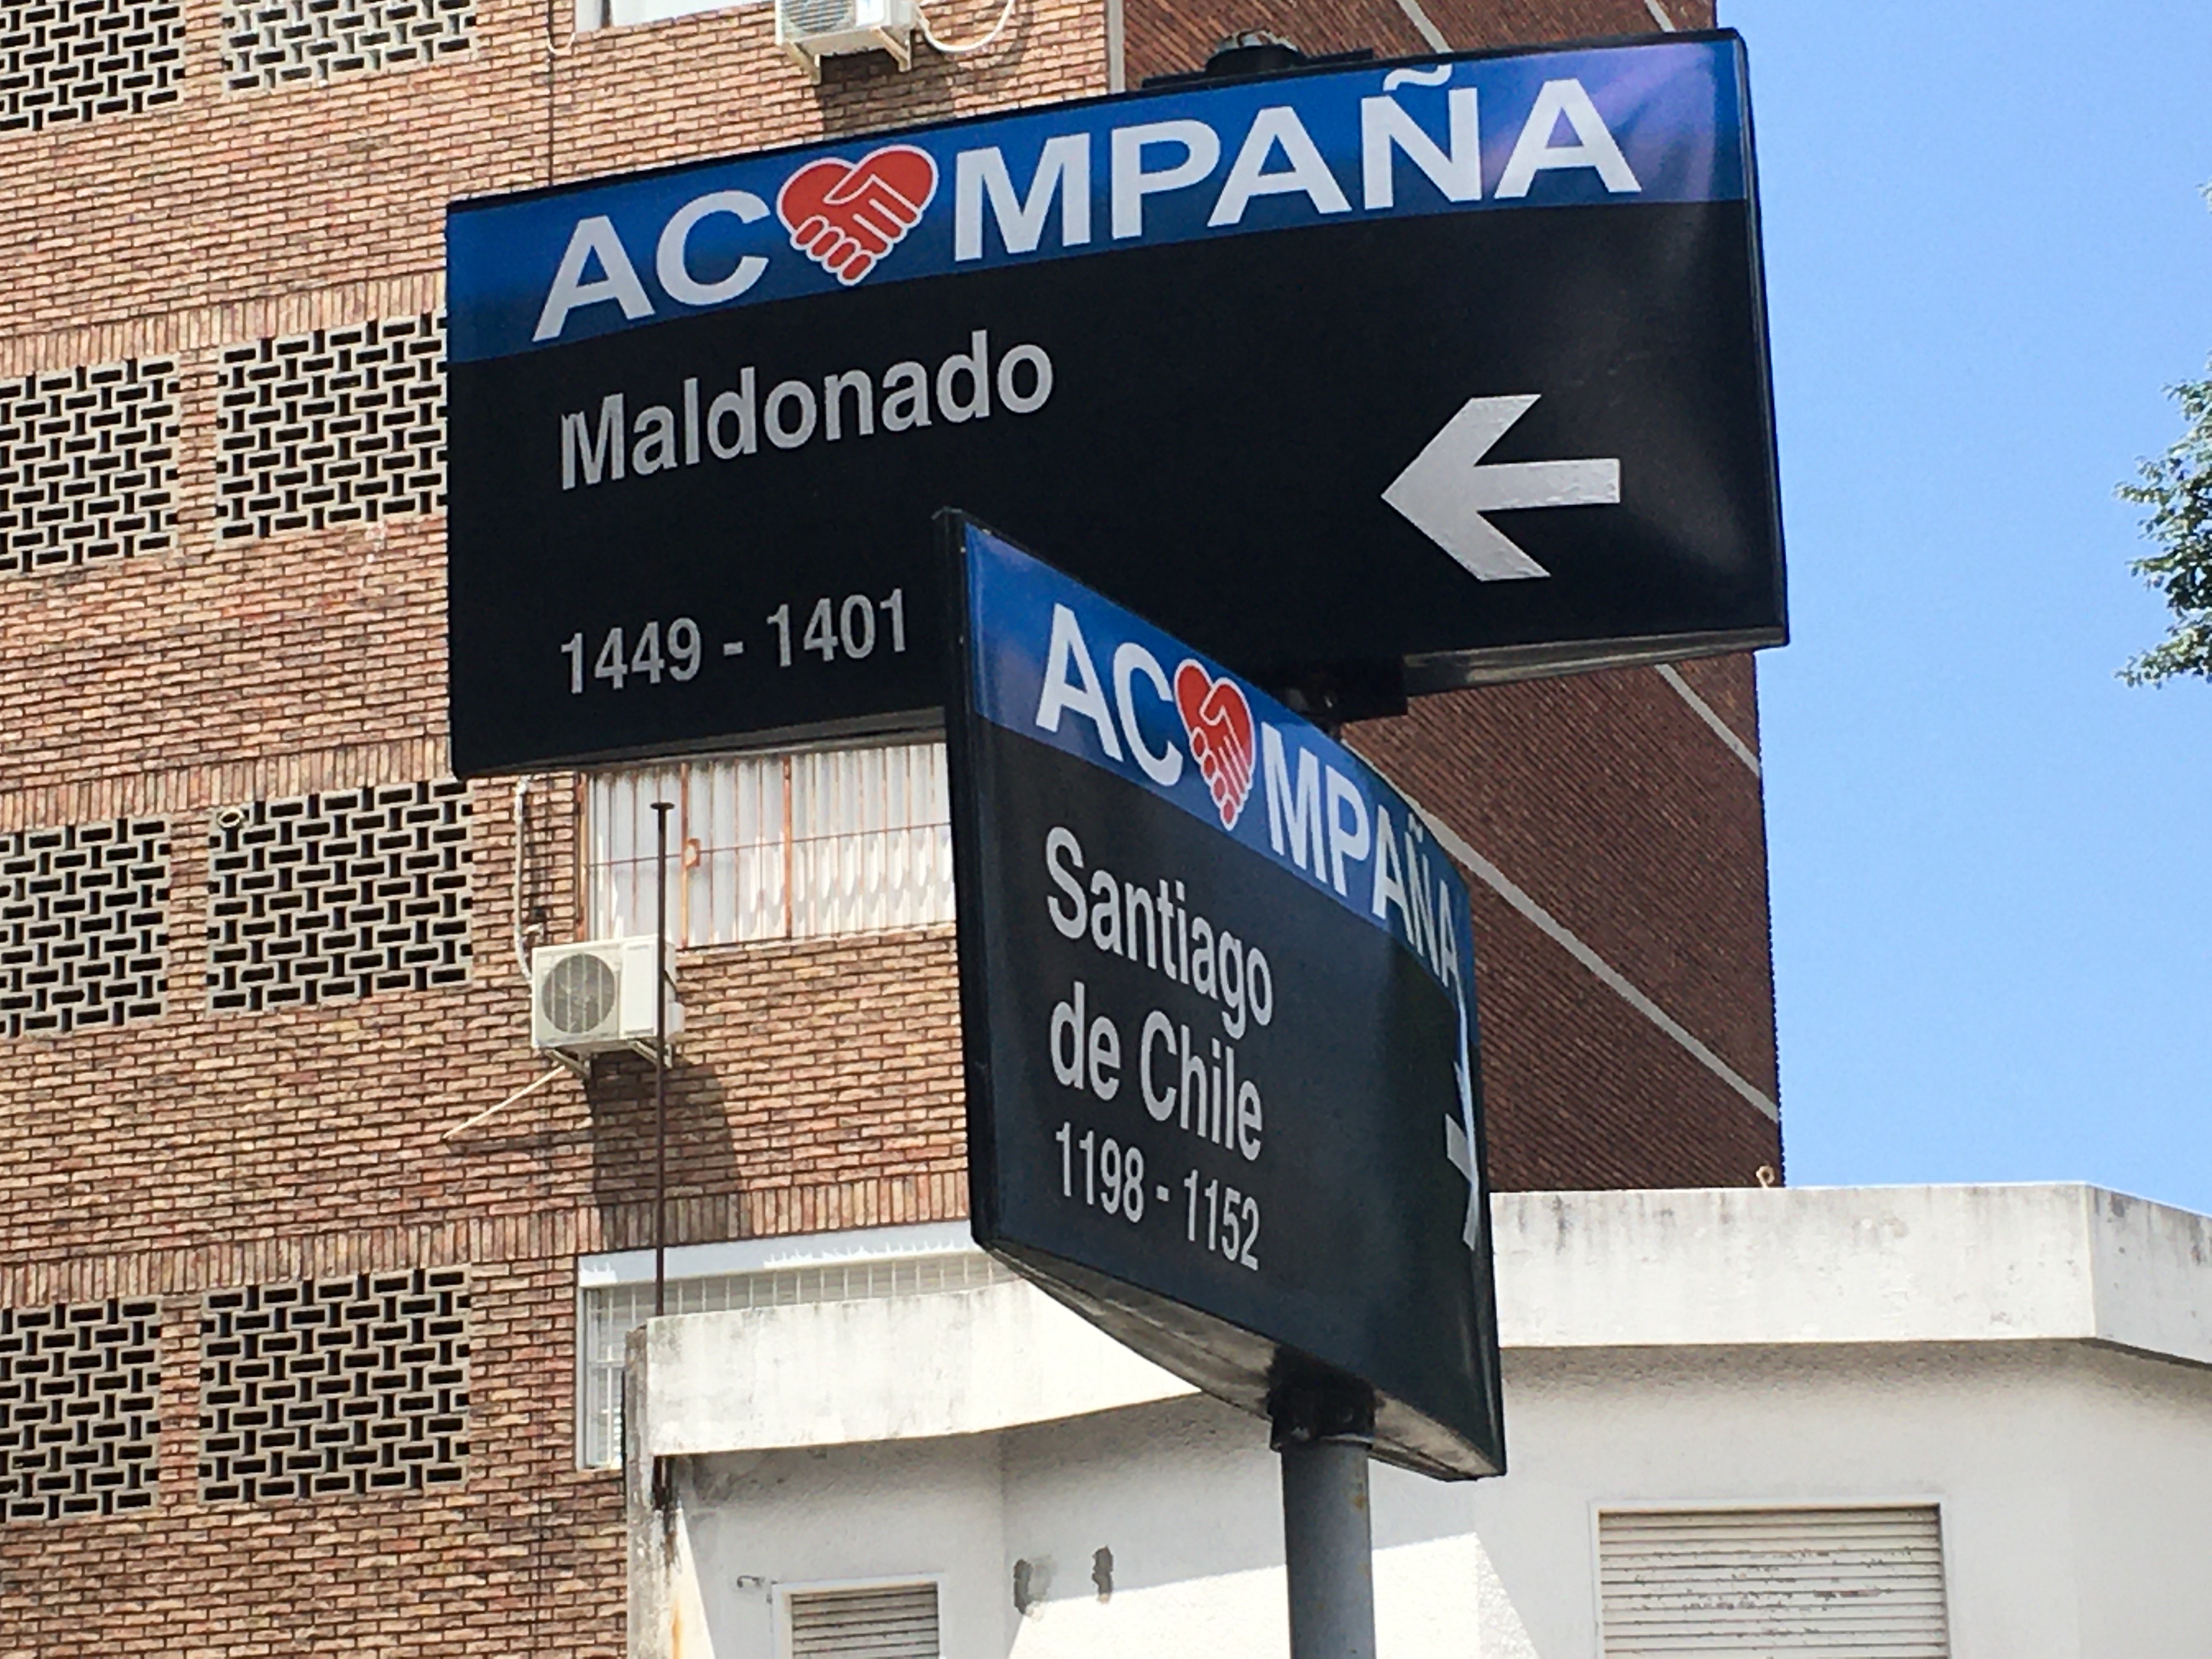 ACOMPAÑA
Maldonado
1449 - 1401
ACOMPAÑA
Santiago
de Chile
1198 - 1152